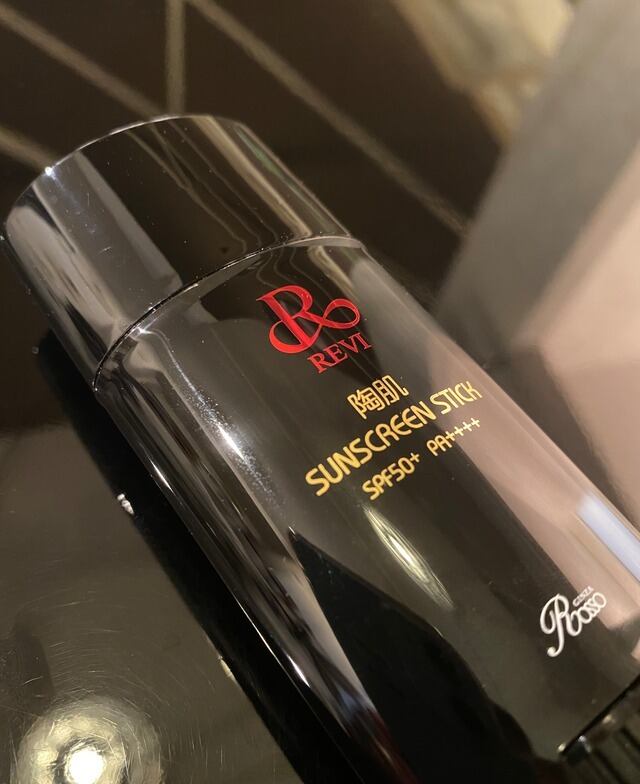 R
REVI
陶肌
SUNSCREEN STICK
SPF50+ PA++++
GINZA
Rosso